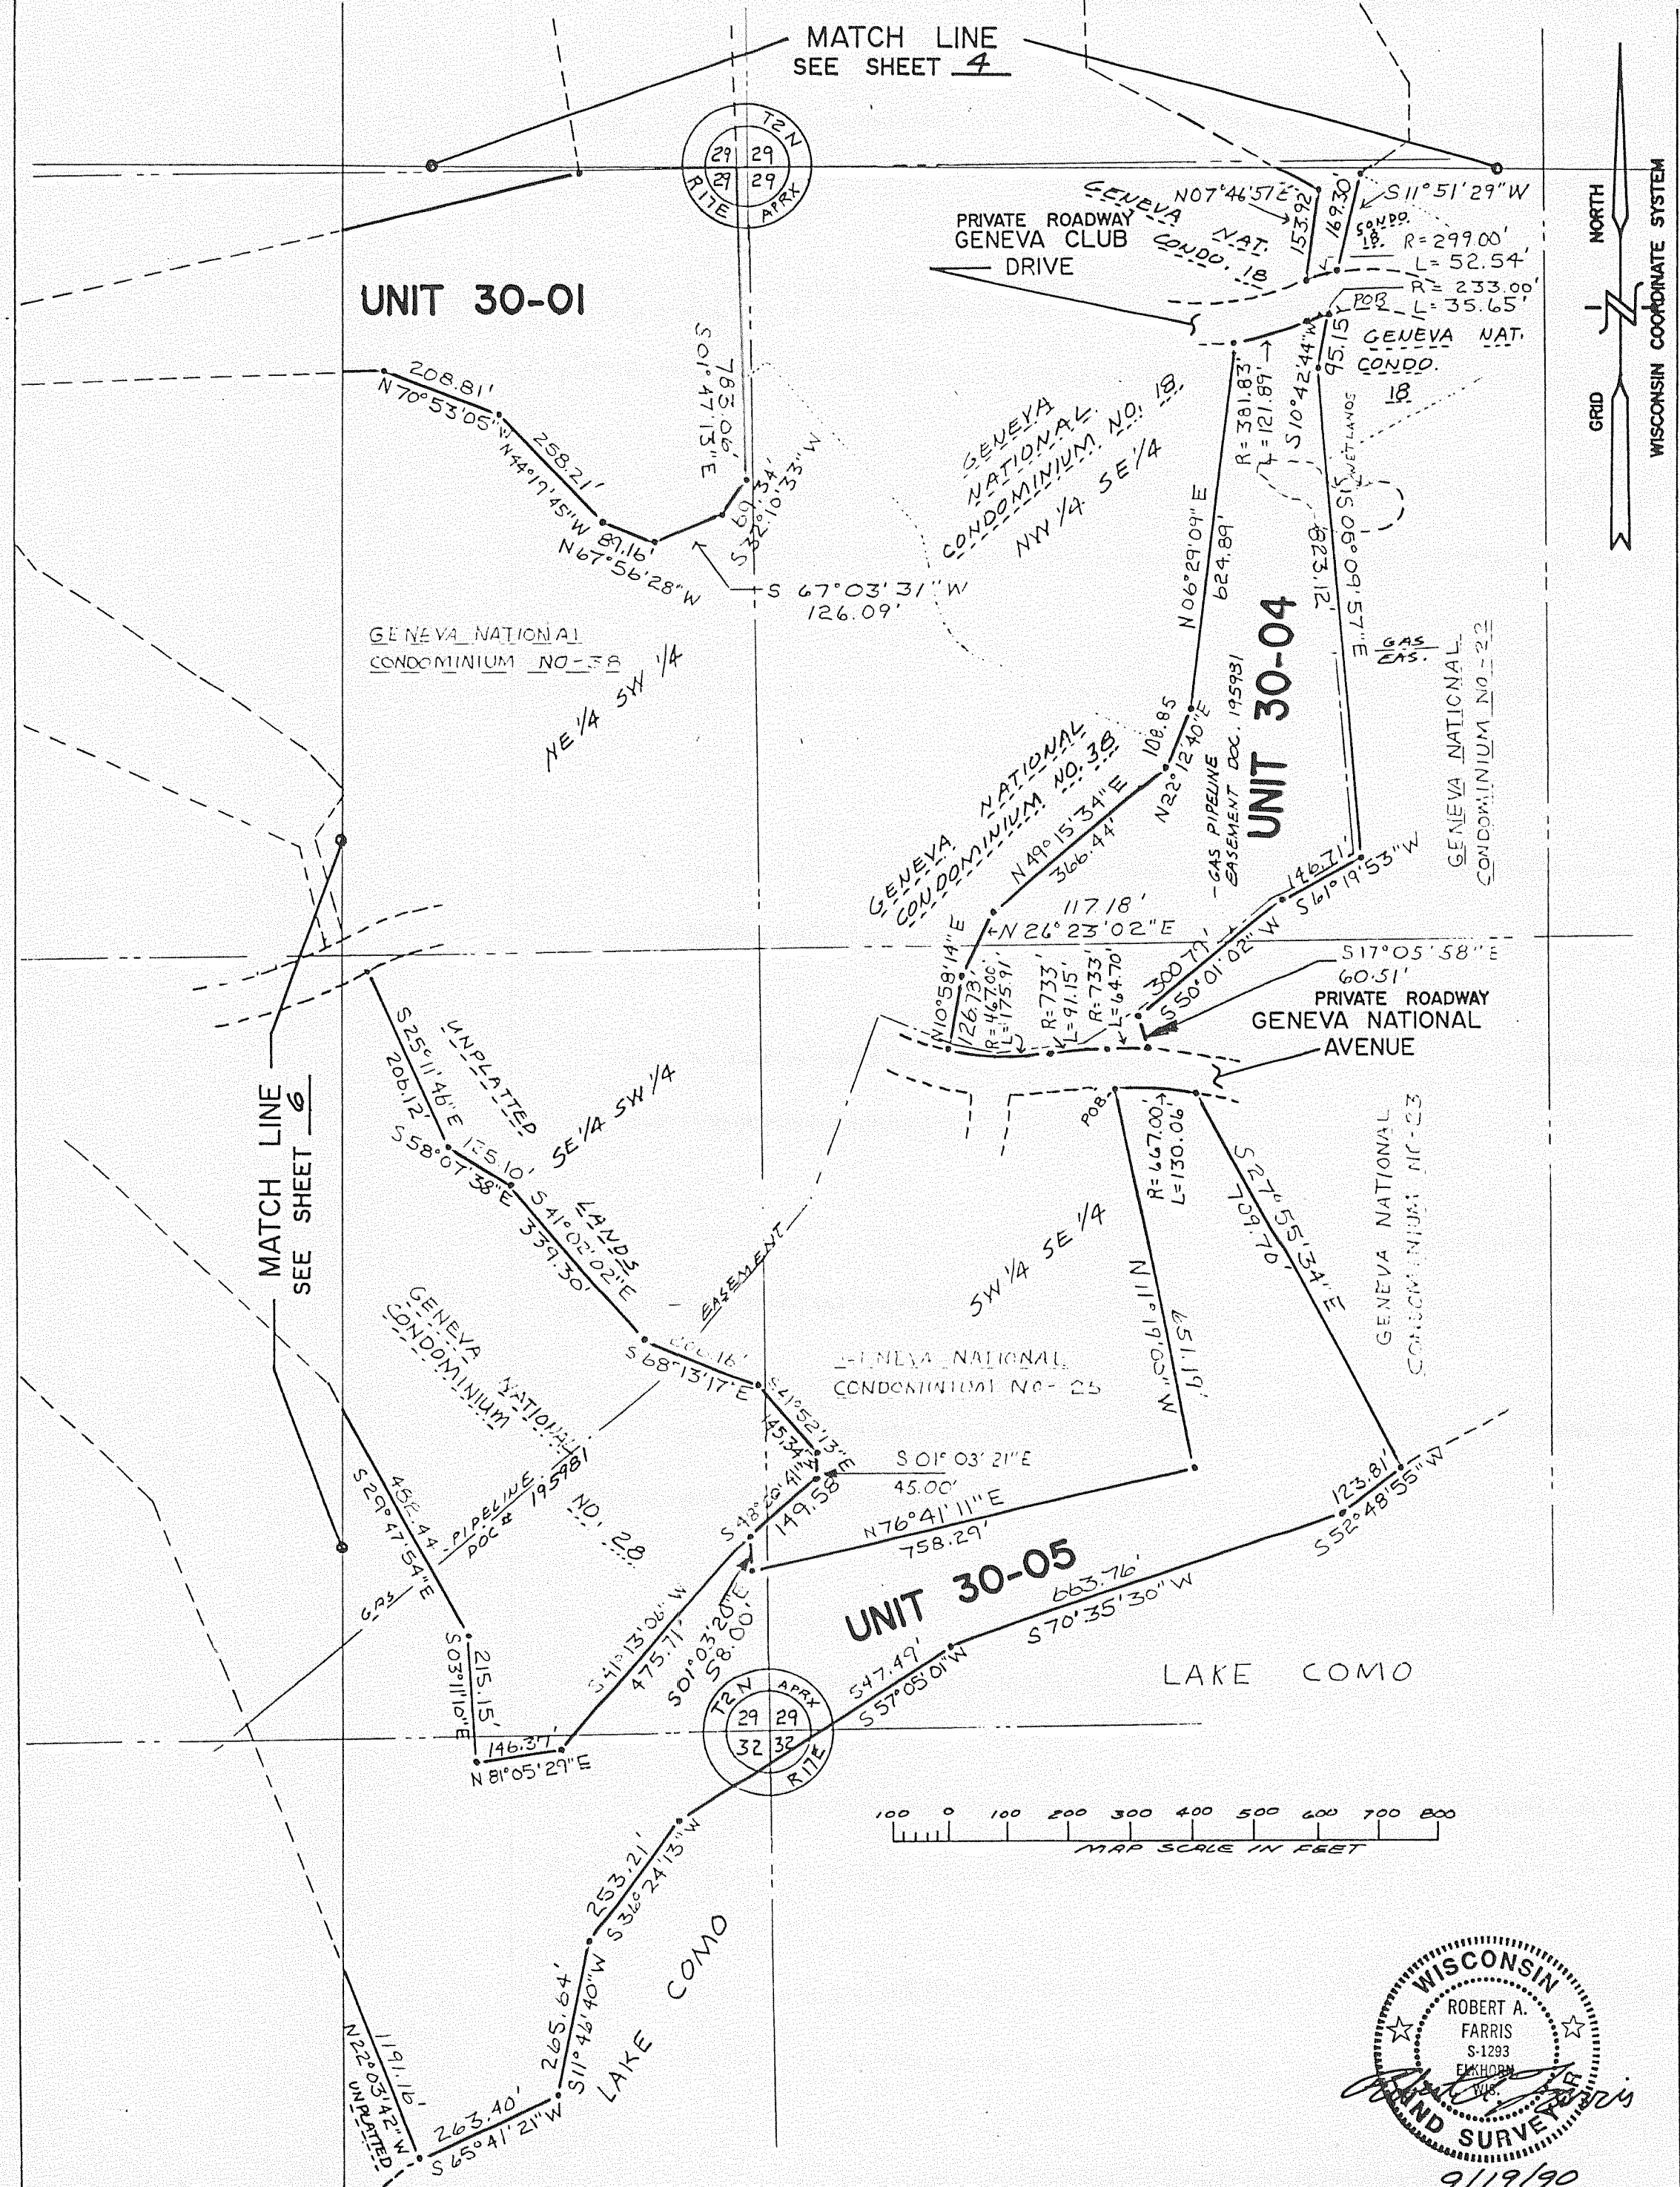 MATCH LINE
SEE SHEET 4
T2N
29 29
29 29
R17E APRX
GRID NORTH
WISCONSIN COORDINATE SYSTEM
N07°46'57"E
153.92'
169.30'
S11°51'29"W
GENEVA NAT.
CONDO. 18
PRIVATE ROADWAY
GENEVA CLUB
DRIVE
CONDO.
18.
R=299.00'
L=52.54'
R=233.00'
L=35.65'
POB
GENEVA NAT.
CONDO.
18
UNIT 30-01
S01°47'13"E
783.06'
208.81'
N70°53'05"W
258.21'
N44°19'45"W
89.16'
N67°56'28"W
69.34'
S32°10'33"W
S 67°03'31"W
126.09'
R=381.83'
L=121.89'
S10°42'44"W
95.15'
WETLANDS
GENEVA
NATIONAL
CONDOMINIUM NO. 18
NW 1/4 SE 1/4
N06°29'09"E
624.89'
S05°09'57"E
823.12'
GAS
EAS.
GENEVA NATIONAL
CONDOMINIUM NO-38
NE 1/4 SW 1/4
UNIT 30-04
GENEVA NATIONAL
CONDOMINIUM NO-22
GENEVA NATIONAL
CONDOMINIUM NO. 38
108.85
N22°12'40"E
GAS PIPELINE
EASEMENT DOC. 195981
N49°15'34"E
366.44'
146.71'
S61°19'53"W
117.18'
N26°23'02"E
N10°58'14"E
126.73'
R=467.00'
L=175.91'
R=733'
L=91.15'
R=733'
L=64.70'
300.79'
S50°01'02"W
S17°05'58"E
60.51'
PRIVATE ROADWAY
GENEVA NATIONAL
AVENUE
MATCH LINE
SEE SHEET 6
S25°11'46"E
206.12'
UNPLATTED
LANDS
125.10'
S58°07'38"E
SE 1/4 SW 1/4
S41°02'02"E
339.30'
POB
R=667.00'
L=130.06'
S27°55'34"E
709.70'
GENEVA NATIONAL
CONDOMINIUM NO-23
SW 1/4 SE 1/4
N11°19'05"W
651.19'
EASEMENT
S68°13'17"E
GENEVA NATIONAL
CONDOMINIUM NO-25
GENEVA NATIONAL
CONDOMINIUM NO. 28
S41°52'13"E
145.34'
S 01°03'21"E
45.00'
149.58'
N76°41'11"E
758.29'
123.81'
S52°48'55"W
S29°47'54"E
GAS PIPELINE
DOC # 195981
S41°13'06"W
475.71'
S01°03'20"E
58.00'
UNIT 30-05
663.76'
S70°35'30"W
547.49'
S57°05'01"W
LAKE COMO
S03°11'10"E
215.15'
146.37'
N81°05'29"E
T2N APRX
29 29
32 32
R17E
100 0 100 200 300 400 500 600 700 800
MAP SCALE IN FEET
253.21'
S36°24'13"W
265.64'
S11°46'40"W
LAKE COMO
1191.16'
N22°03'42"W
UNPLATTED
263.40'
S65°41'21"W
WISCONSIN
ROBERT A.
FARRIS
S-1293
ELKHORN
WIS.
LAND SURVEYOR
9/19/90